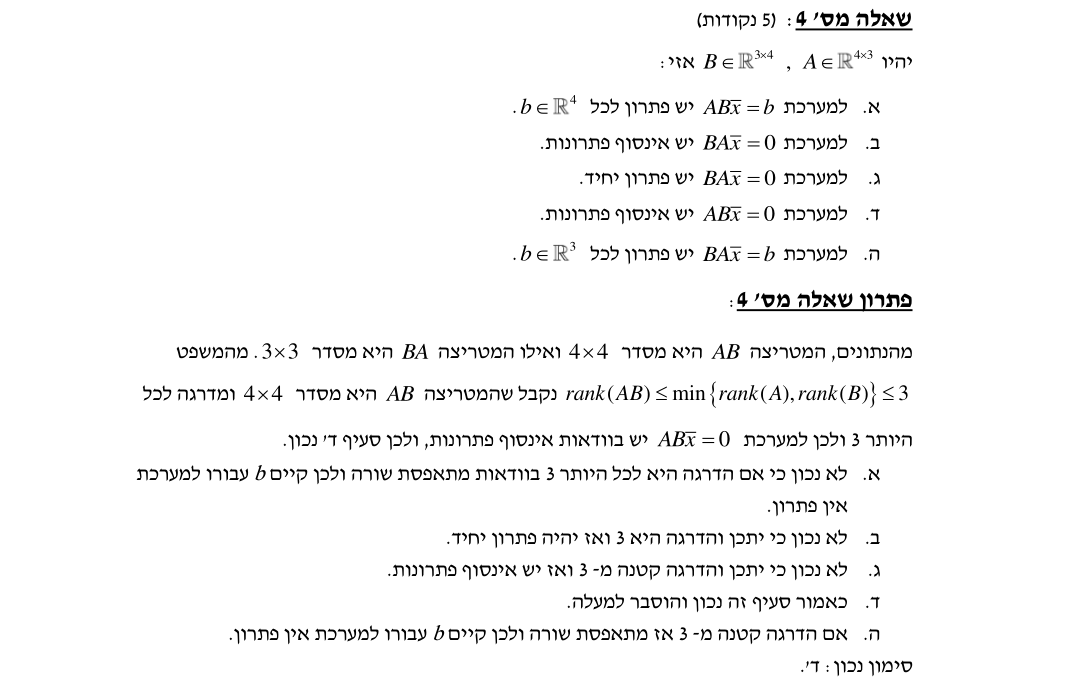 שאלה מס' 4 : (5 נקודות)
יהיו A ∈ ℝ^{4×3} , B ∈ ℝ^{3×4} אזי :
א. למערכת ABx̅ = b יש פתרון לכל b ∈ ℝ^4 .
ב. למערכת BAx̅ = 0 יש אינסוף פתרונות.
ג. למערכת BAx̅ = 0 יש פתרון יחיד.
ד. למערכת ABx̅ = 0 יש אינסוף פתרונות.
ה. למערכת BAx̅ = b יש פתרון לכל b ∈ ℝ^3 .
פתרון שאלה מס' 4 :
מהנתונים, המטריצה AB היא מסדר 4×4 ואילו המטריצה BA היא מסדר 3×3 . מהמשפט
rank(AB) ≤ min{rank(A), rank(B)} ≤ 3 נקבל שהמטריצה AB היא מסדר 4×4 ומדרגה לכל
היותר 3 ולכן למערכת ABx̅ = 0 יש בוודאות אינסוף פתרונות, ולכן סעיף ד' נכון.
א. לא נכון כי אם הדרגה היא לכל היותר 3 בוודאות מתאפסת שורה ולכן קיים b עבורו למערכת
אין פתרון.
ב. לא נכון כי יתכן והדרגה היא 3 ואז יהיה פתרון יחיד.
ג. לא נכון כי יתכן והדרגה קטנה מ- 3 ואז יש אינסוף פתרונות.
ד. כאמור סעיף זה נכון והוסבר למעלה.
ה. אם הדרגה קטנה מ- 3 אז מתאפסת שורה ולכן קיים b עבורו למערכת אין פתרון.
סימון נכון : ד'.